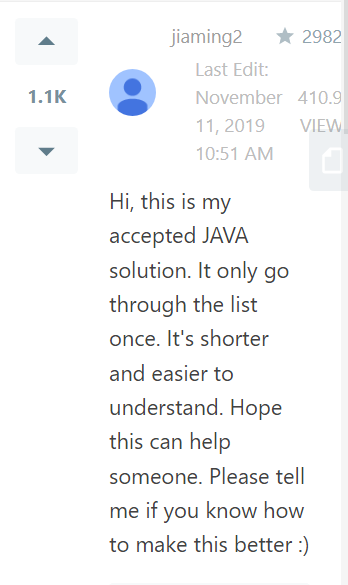 jiaming2 2982
Last Edit:
November 410.9
11, 2019 VIEW
10:51 AM
1.1K
Hi, this is my
accepted JAVA
solution. It only go
through the list
once. It's shorter
and easier to
understand. Hope
this can help
someone. Please tell
me if you know how
to make this better :)